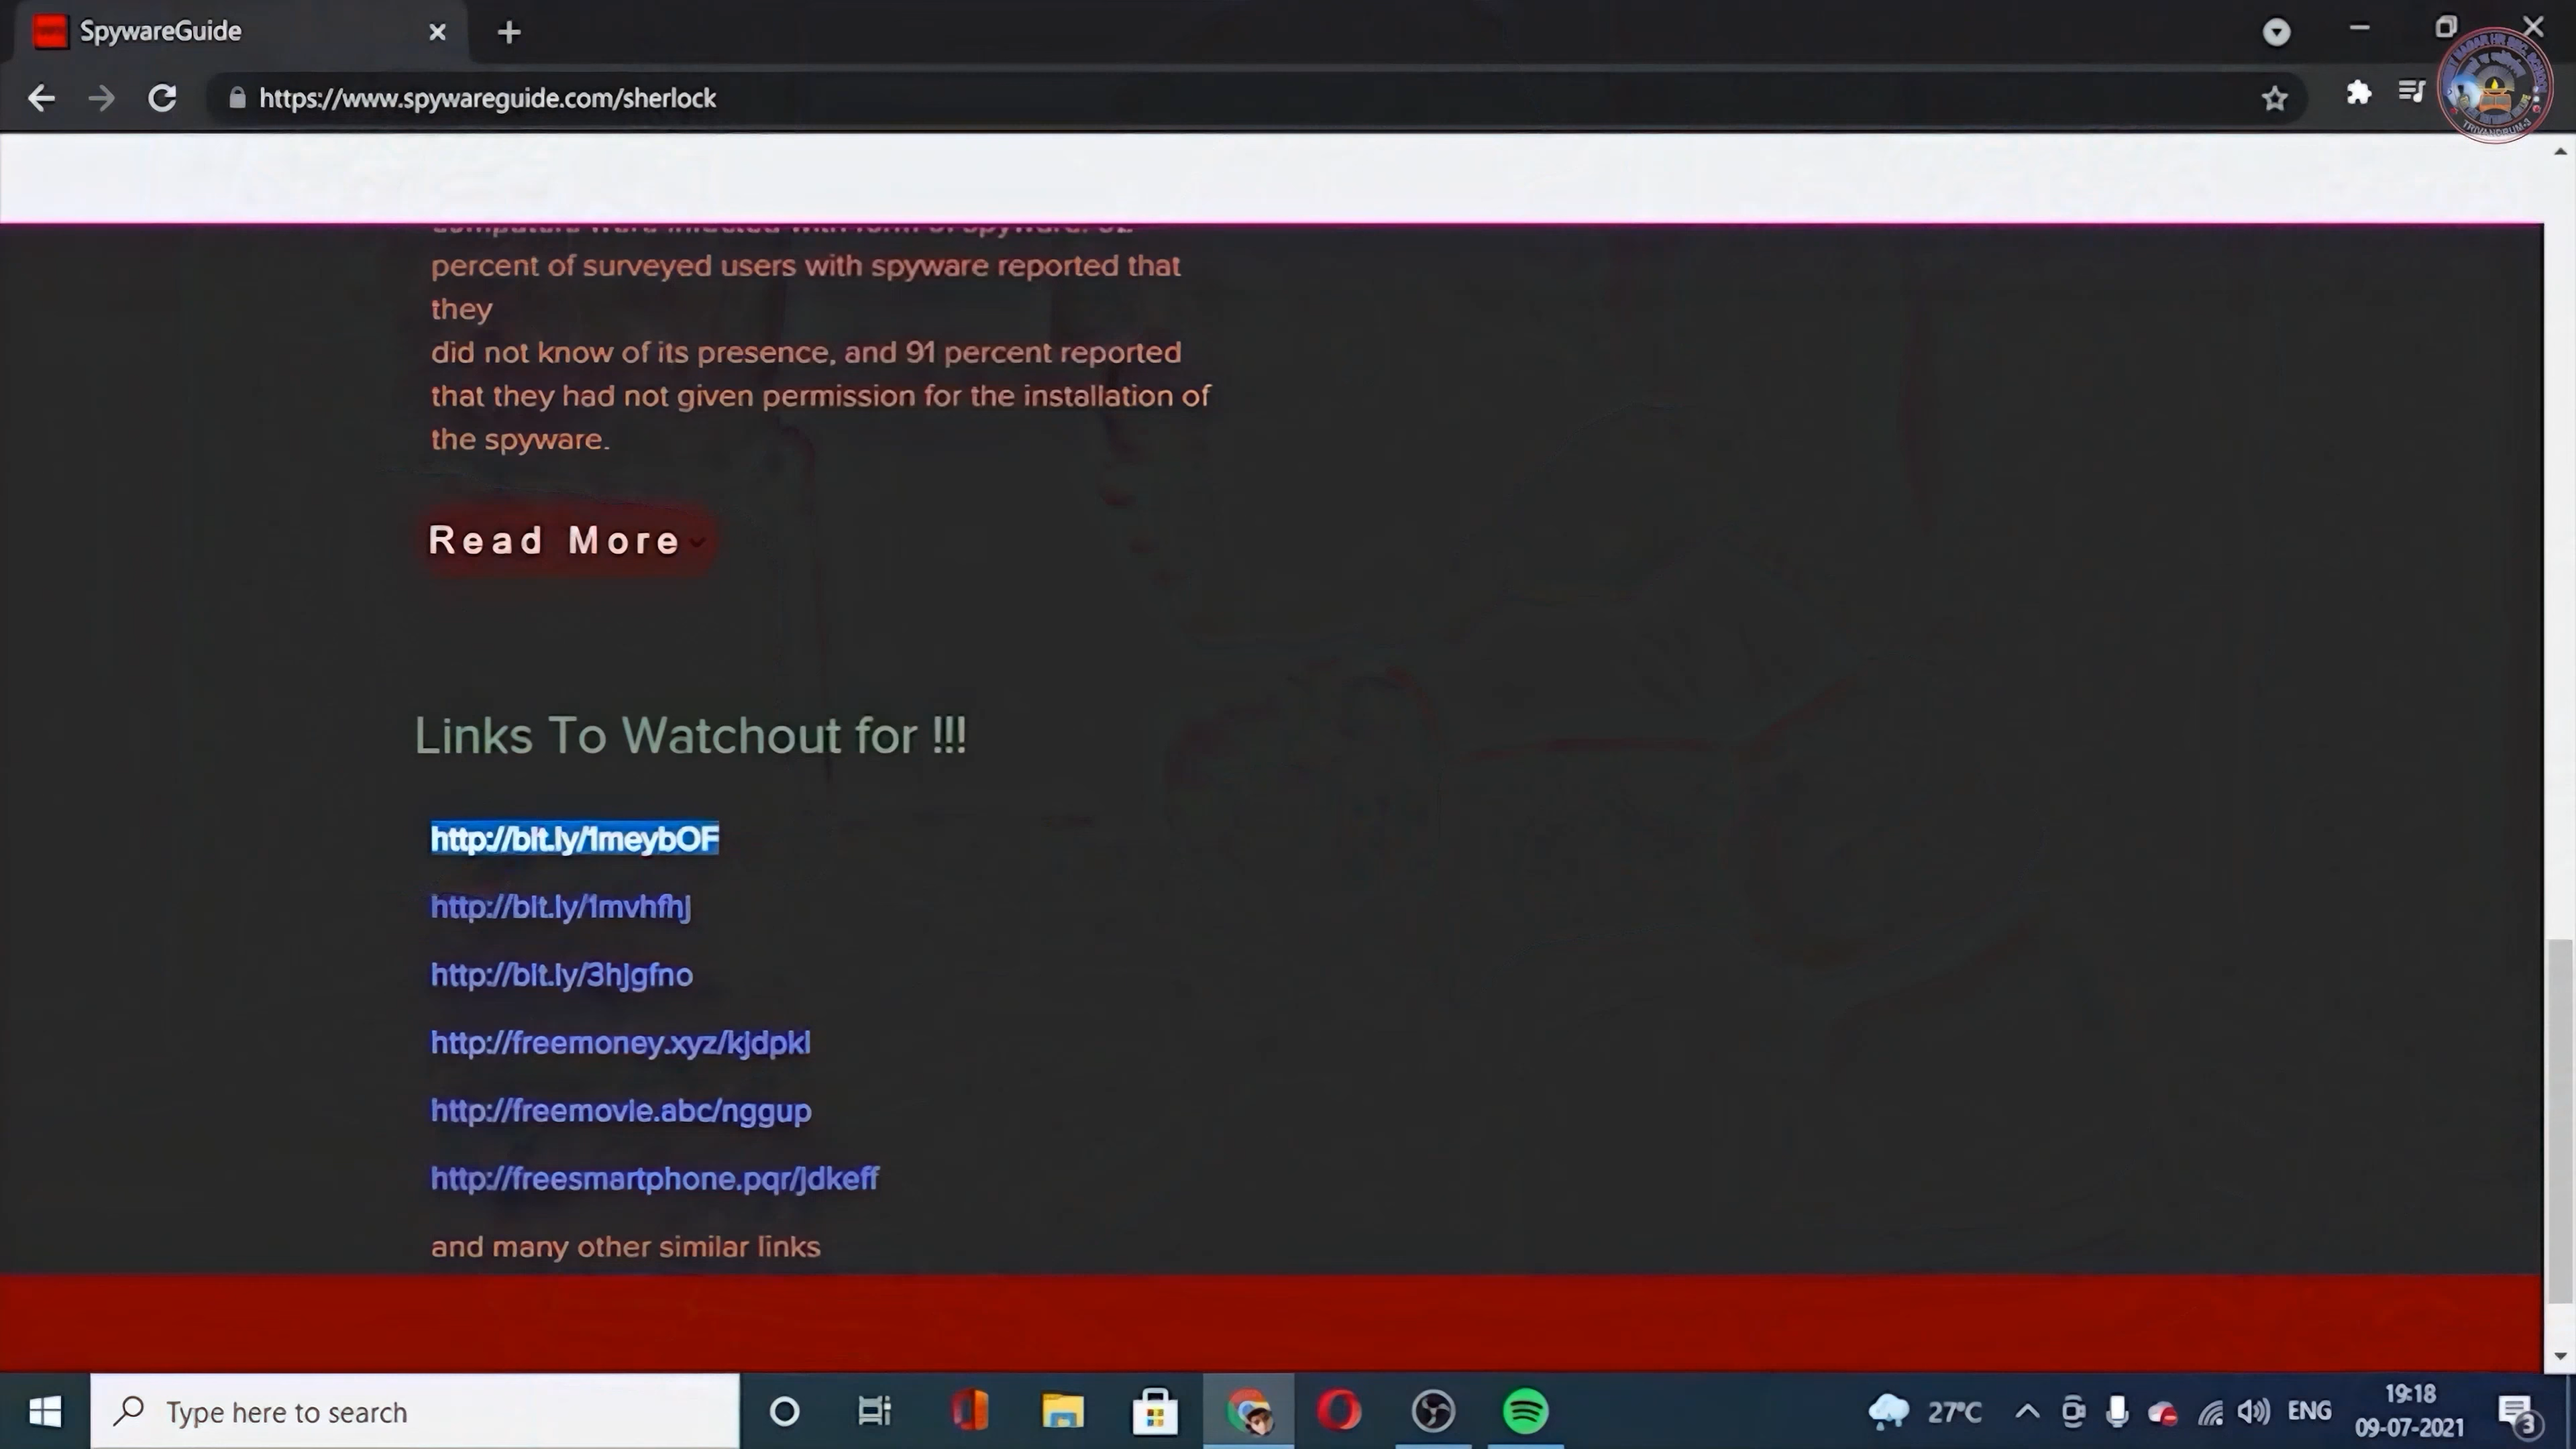 SpywareGuide
https://www.spywareguide.com/sherlock
percent of surveyed users with spyware reported that
they
did not know of its presence, and 91 percent reported
that they had not given permission for the installation of
the spyware.
Read More
Links To Watchout for !!!
http://bit.ly/1meybOF
http://bit.ly/1mvhfhj
http://bit.ly/3hjgfno
http://freemoney.xyz/kjdpkl
http://freemovie.abc/nggup
http://freesmartphone.pqr/jdkeff
and many other similar links
Type here to search
27°C
ENG
19:18
09-07-2021
3
TRIVANDRUM-3